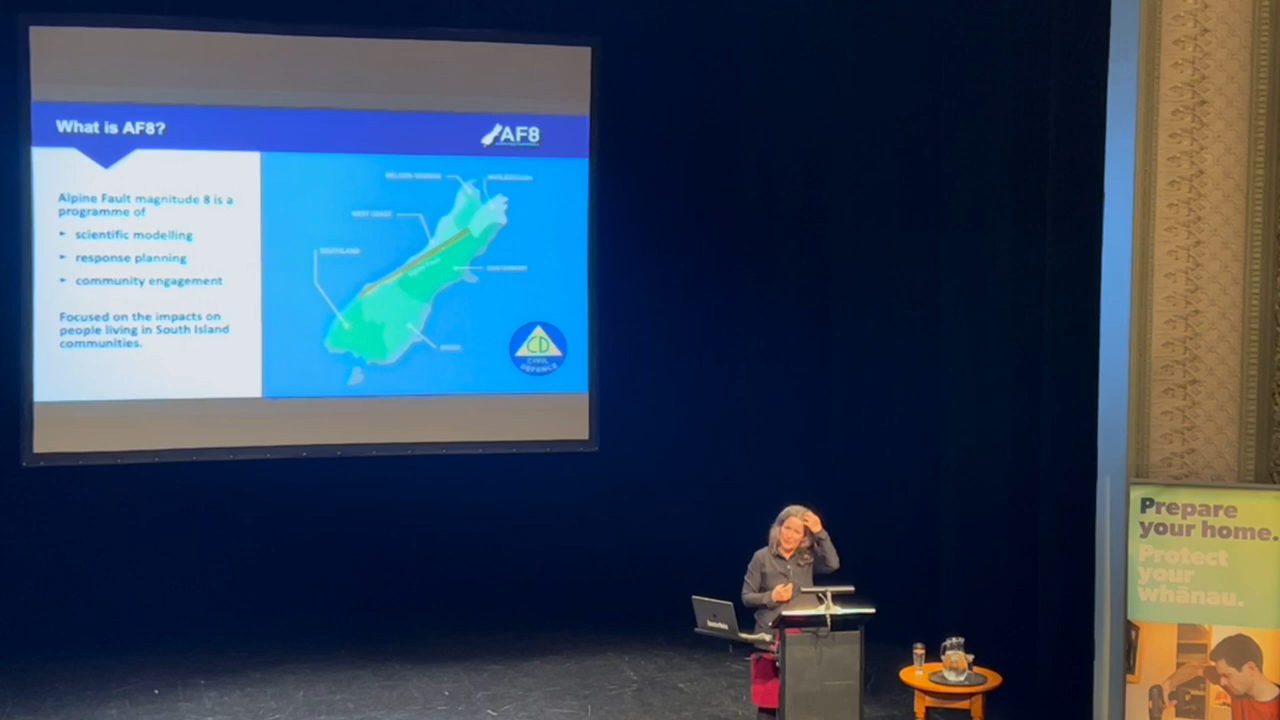 What is AF8?
AF8
Alpine Fault magnitude 8 is a
programme of
scientific modelling
response planning
community engagement
Focused on the impacts on
people living in South Island
communities.
WEST COAST
SOUTHLAND
CANTERBURY
Alpine Fault
CD
CIVIL
DEFENCE
Prepare
your home.
Protect
your
whānau.